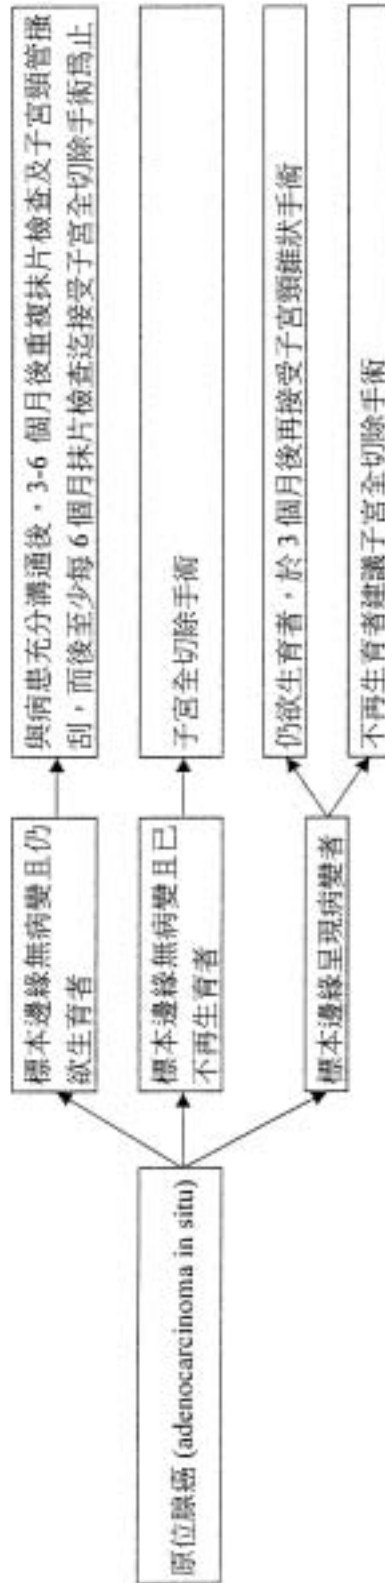 原位腺癌 (adenocarcinoma in situ)
標本邊緣無病變且仍
欲生育者
與病患充分溝通後，3-6 個月後重複抹片檢查及子宮頸管搔
刮，而後至少每 6 個月抹片檢查迄接受子宮全切除手術爲止
標本邊緣無病變且已
不再生育者
子宮全切除手術
標本邊緣呈現病變者
仍欲生育者，於 3 個月後再接受子宮頸錐狀手術
不再生育者建議子宮全切除手術